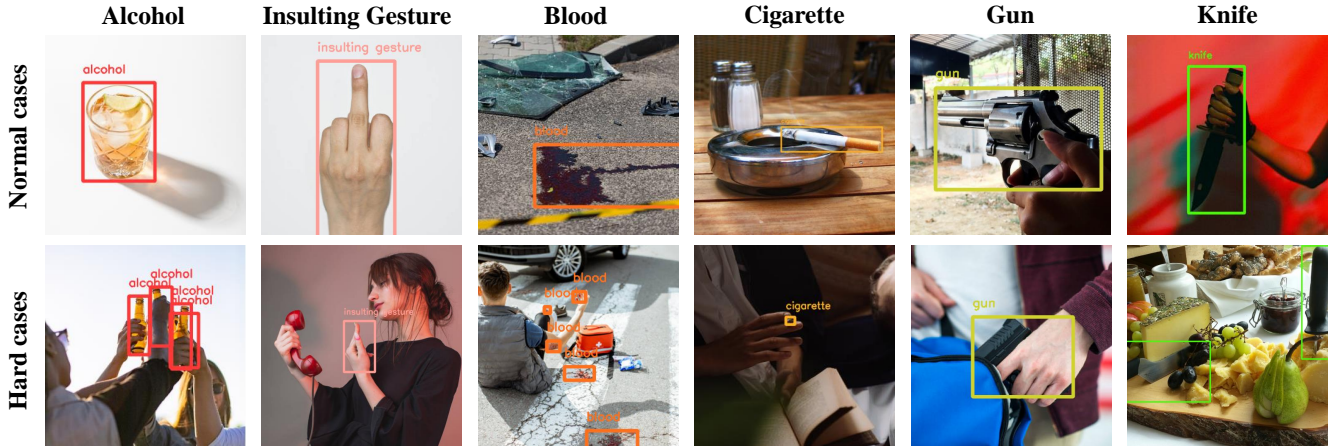 Alcohol
Insulting Gesture
Blood
Cigarette
Gun
Knife
Normal cases
alcohol
insulting gesture
blood
gun
knife
Hard cases
alcohol
alcohol
alcohol
alcohol
insulting gesture
blood
blood
blood
blood
blood
cigarette
gun